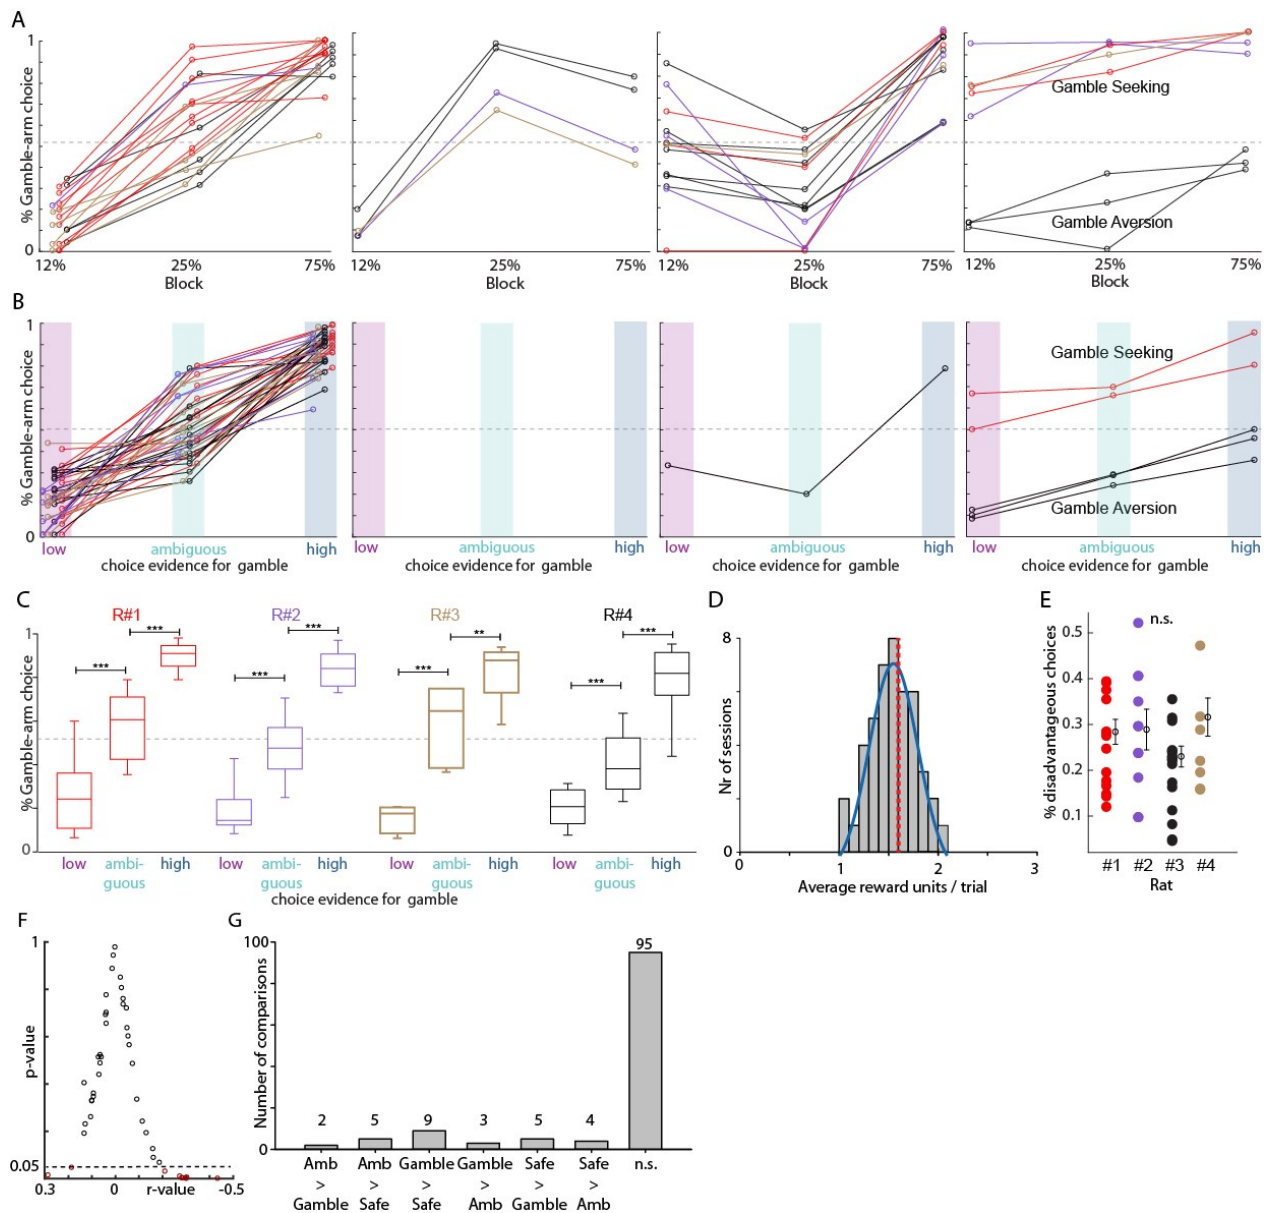 A
1
% Gamble-arm choice
0
Gamble Seeking
Gamble Aversion
12% 25% 75%
Block
12% 25% 75%
Block
12% 25% 75%
Block
12% 25% 75%
Block
B
1
% Gamble-arm choice
0
Gamble Seeking
Gamble Aversion
low ambiguous high
choice evidence for gamble
low ambiguous high
choice evidence for gamble
low ambiguous high
choice evidence for gamble
low ambiguous high
choice evidence for gamble
C
R#1 R#2 R#3 R#4
1
% Gamble-arm choice
0
*** *** *** *** *** ** *** ***
low ambi- high low ambi- high low ambi- high low ambi- high
guous guous guous guous
choice evidence for gamble
D
8
4
0
Nr of sessions
0 1 2 3
Average reward units / trial
E
n.s.
0.5
0.4
0.3
0.2
0.1
% disadvantageous choices
#1 #2 #3 #4
Rat
F
1
p-value
0.05
0.3 0 r-value -0.5
G
100
Number of comparisons
0
2 5 9 3 5 4 95
Amb Amb Gamble Gamble Safe Safe n.s.
> > > > > >
Gamble Safe Safe Amb Gamble Amb